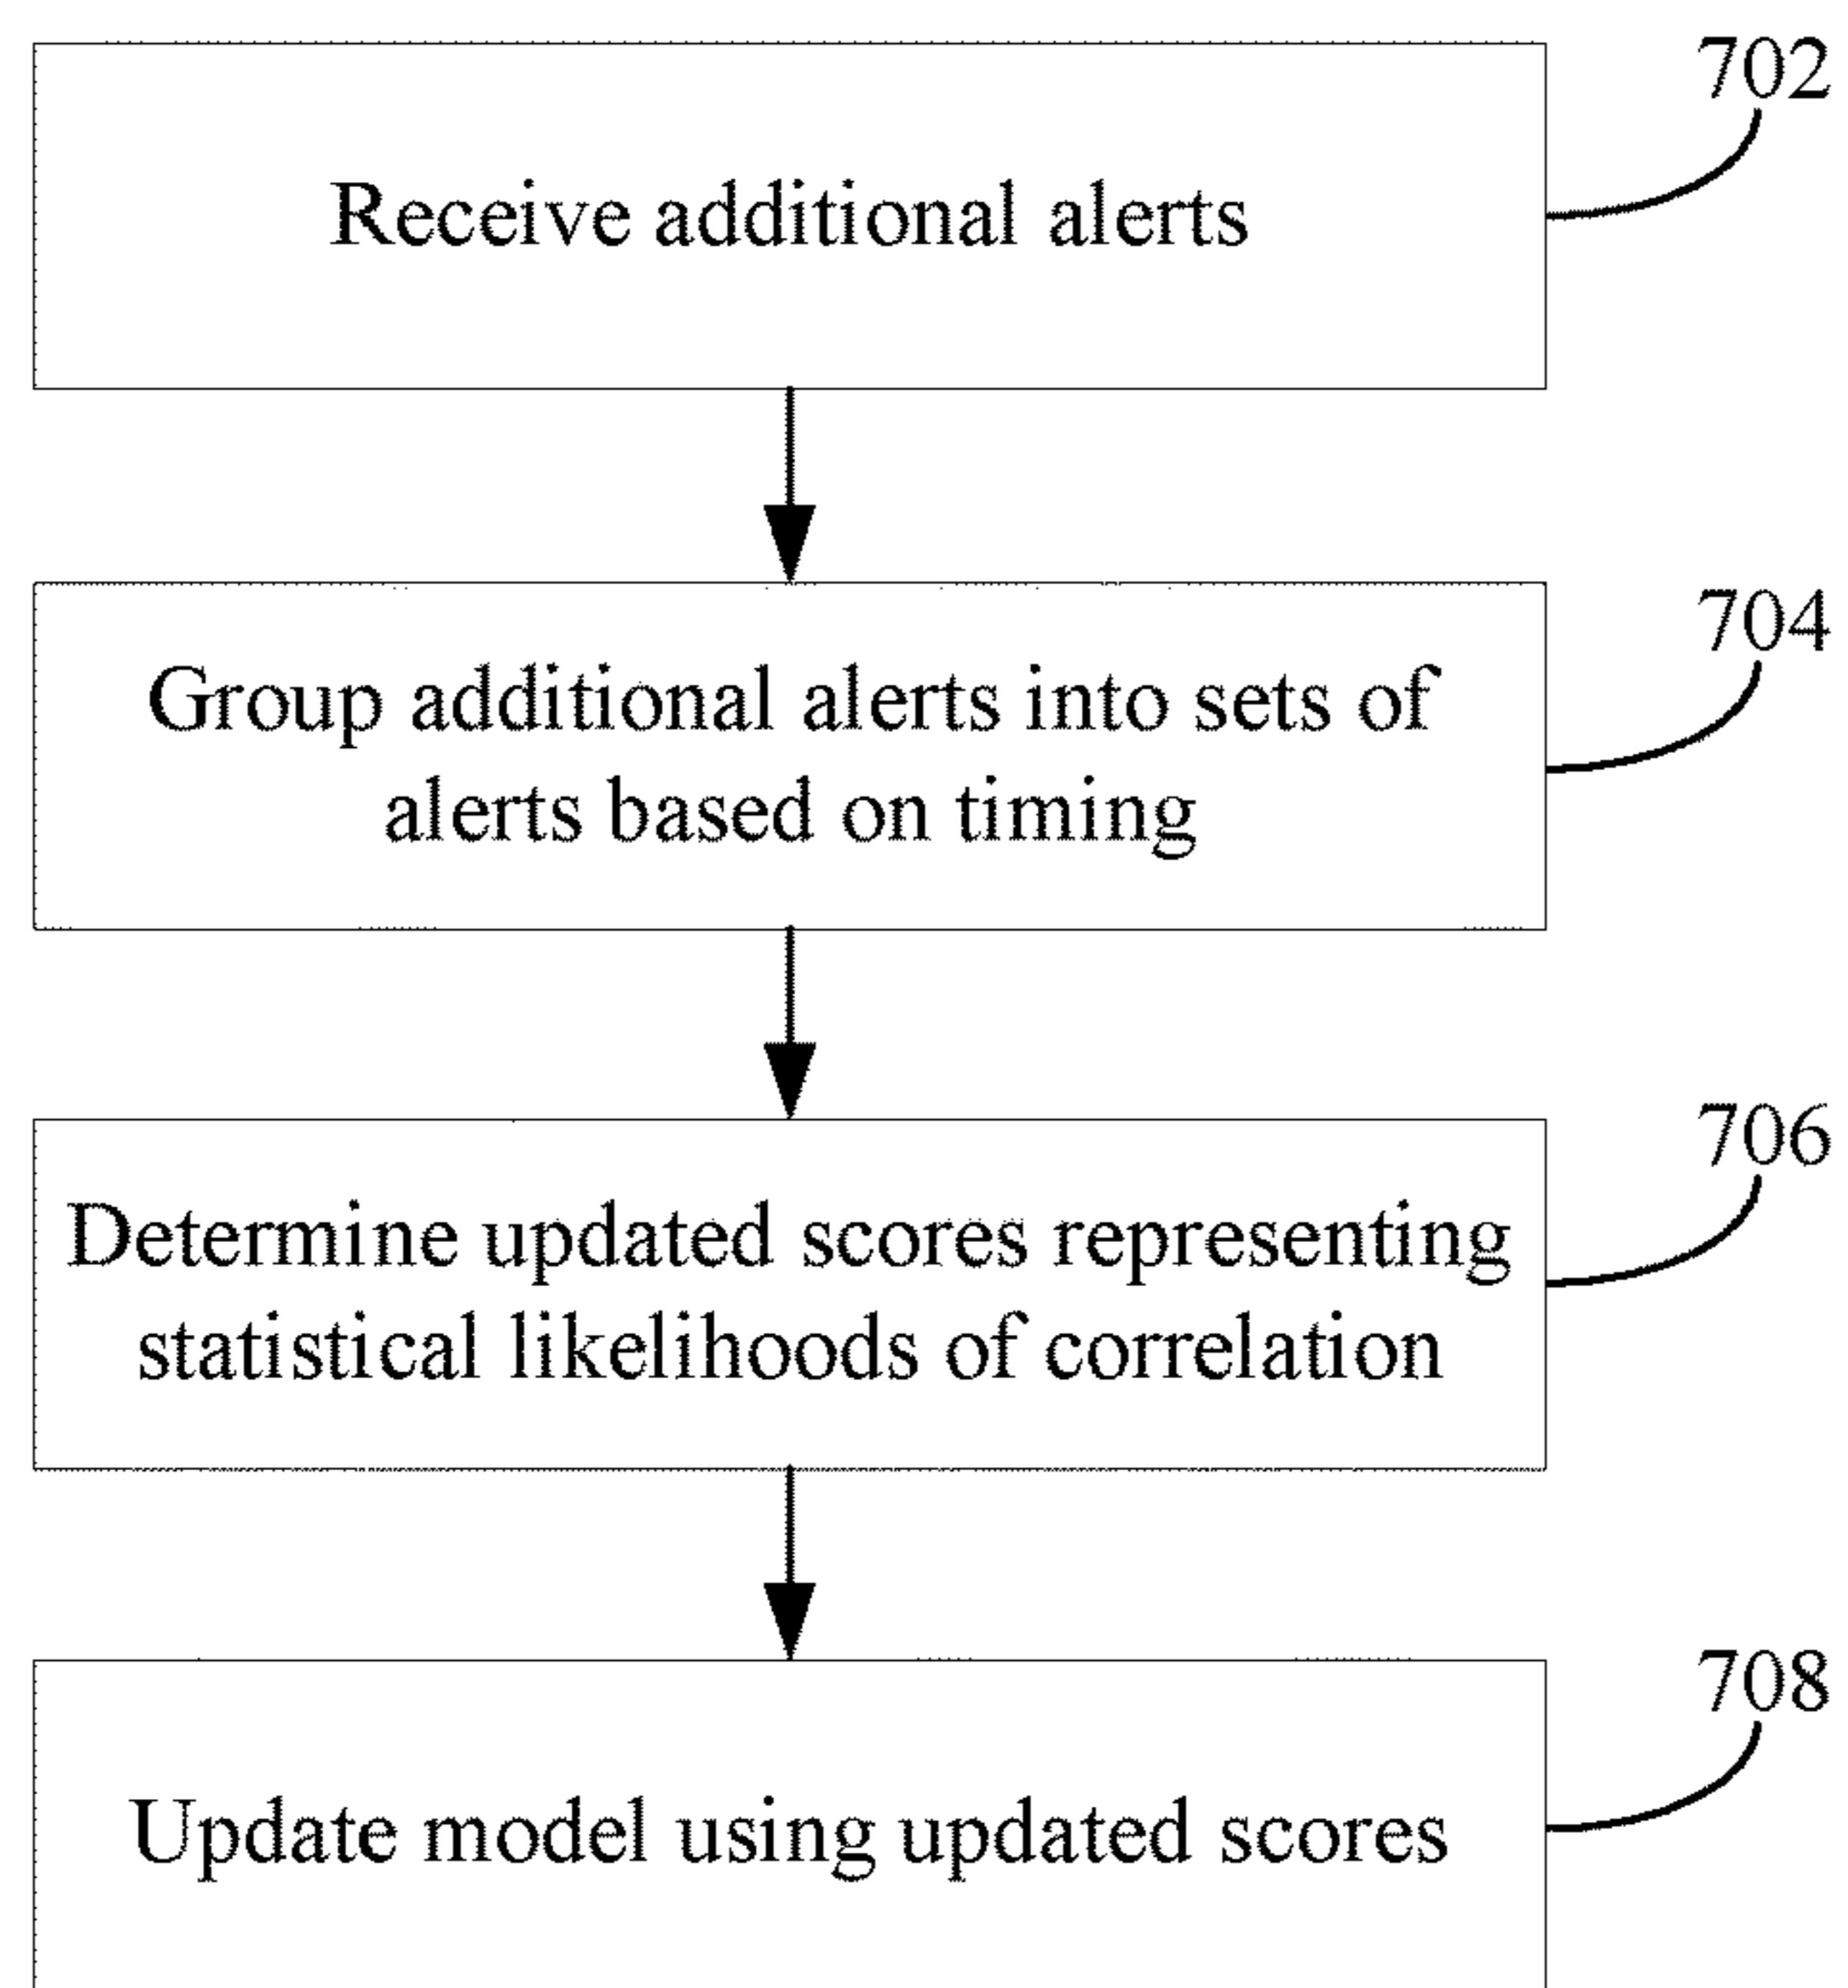 702
Receive additional alerts
704
Group additional alerts into sets of
alerts based on timing
706
Determine updated scores representing
statistical likelihoods of correlation
708
Update model using updated scores